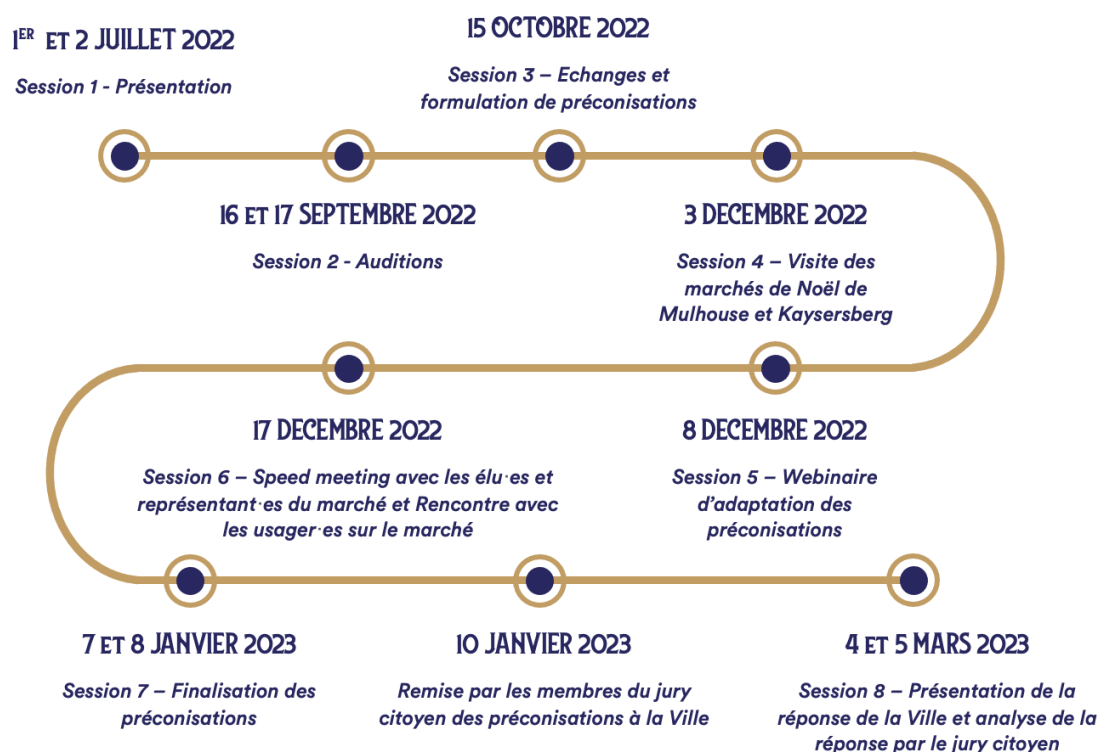 1ER ET 2 JUILLET 2022
Session 1 - Présentation
15 OCTOBRE 2022
Session 3 – Echanges et
formulation de préconisations
16 ET 17 SEPTEMBRE 2022
Session 2 - Auditions
3 DECEMBRE 2022
Session 4 – Visite des
marchés de Noël de
Mulhouse et Kaysersberg
8 DECEMBRE 2022
Session 5 – Webinaire
d'adaptation des
préconisations
17 DECEMBRE 2022
Session 6 – Speed meeting avec les élu·es et
représentant·es du marché et Rencontre avec
les usager·es sur le marché
7 ET 8 JANVIER 2023
Session 7 – Finalisation des
préconisations
10 JANVIER 2023
Remise par les membres du jury
citoyen des préconisations à la Ville
4 ET 5 MARS 2023
Session 8 – Présentation de la
réponse de la Ville et analyse de la
réponse par le jury citoyen